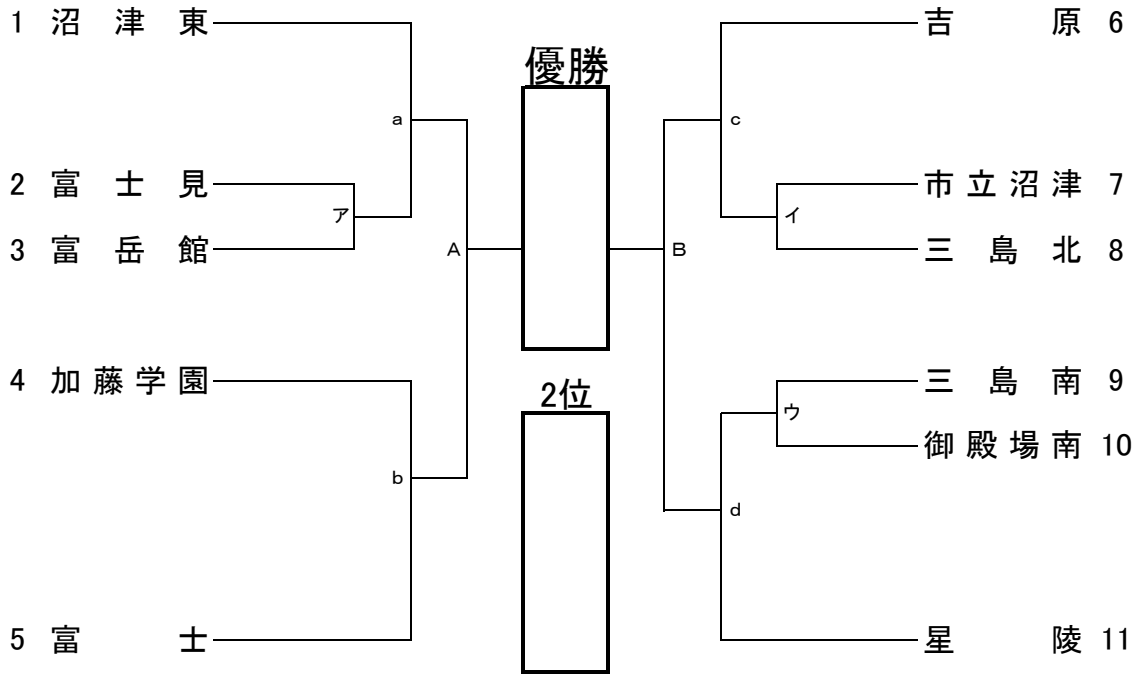 1 沼津東
吉原 6
優勝
a
c
2 富士見
市立沼津 7
ア
イ
3 富岳館
A
B
三島北 8
4 加藤学園
2位
三島南 9
ウ
御殿場南 10
b
d
5 富士
星陵 11